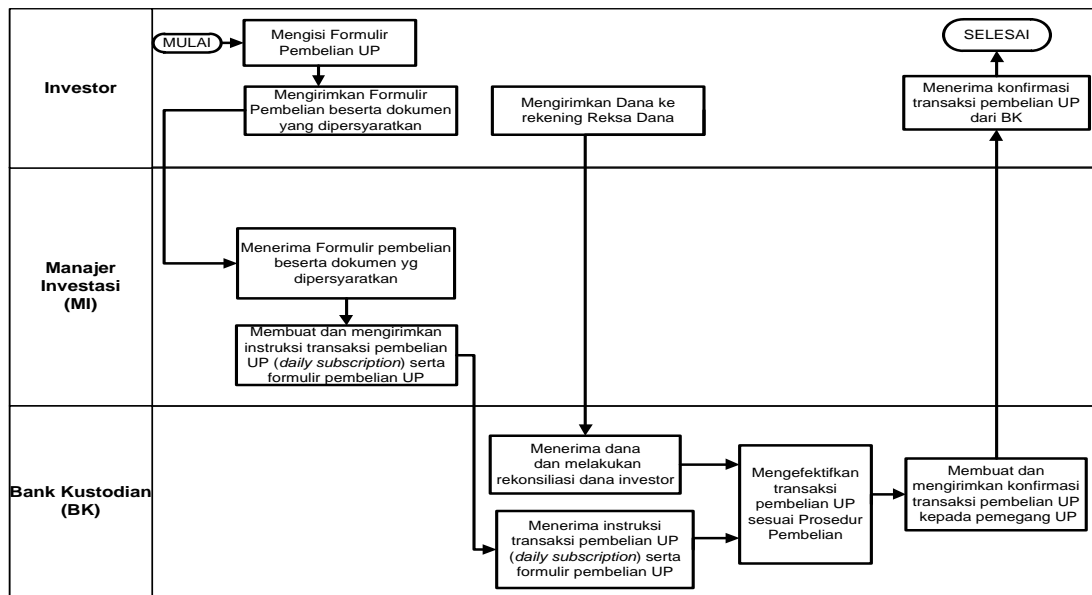 Investor
MULAI
Mengisi Formulir
Pembelian UP
Mengirimkan Formulir
Pembelian beserta dokumen
yang dipersyaratkan
Mengirimkan Dana ke
rekening Reksa Dana
SELESAI
Menerima konfirmasi
transaksi pembelian UP
dari BK
Manajer
Investasi
(MI)
Menerima Formulir pembelian
beserta dokumen yg
dipersyaratkan
Membuat dan mengirimkan
instruksi transaksi pembelian
UP (daily subscription) serta
formulir pembelian UP
Bank Kustodian
(BK)
Menerima dana
dan melakukan
rekonsiliasi dana investor
Menerima instruksi
transaksi pembelian UP
(daily subscription) serta
formulir pembelian UP
Mengefektifkan
transaksi
pembelian UP
sesuai Prosedur
Pembelian
Membuat dan
mengirimkan konfirmasi
transaksi pembelian UP
kepada pemegang UP